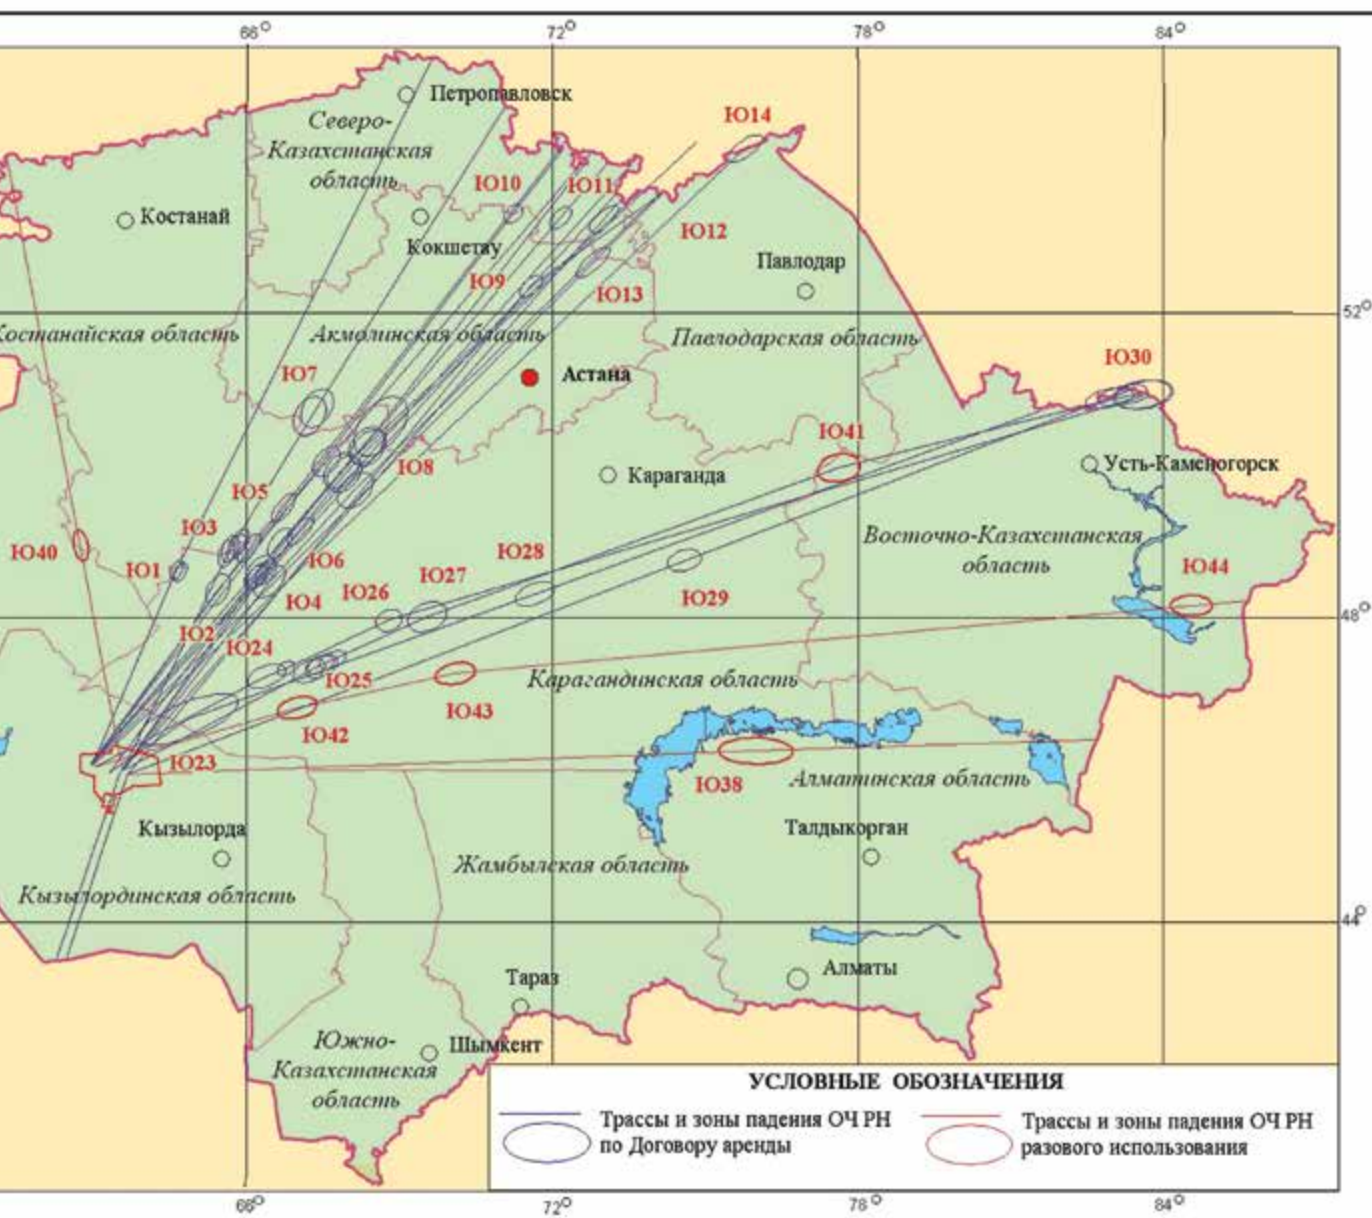 66°
72°
78°
84°
Петропавловск
Северо-
Казахстанская
область
Ю14
Ю10
Ю11
Костанай
Кокшетау
Ю12
Павлодар
Ю9
Ю13
52°
Костанайская область
Акмолинская область
Павлодарская область
Ю7
Астана
Ю30
Ю41
Ю8
Караганда
Усть-Каменогорск
Ю5
Ю3
Ю40
Ю1
Ю6
Ю28
Восточно-Казахстанская
область
Ю44
Ю26
Ю27
Ю4
Ю29
48°
Ю2
Ю24
Ю25
Карагандинская область
Ю43
Ю42
Ю23
Ю38
Алматинская область
Кызылорда
Талдыкорган
Жамбылская область
Кызылординская область
44°
Тараз
Алматы
Южно-
Казахстанская
область
Шымкент
УСЛОВНЫЕ ОБОЗНАЧЕНИЯ
Трассы и зоны падения ОЧ РН
по Договору аренды
Трассы и зоны падения ОЧ РН
разового использования
66°
72°
78°
84°